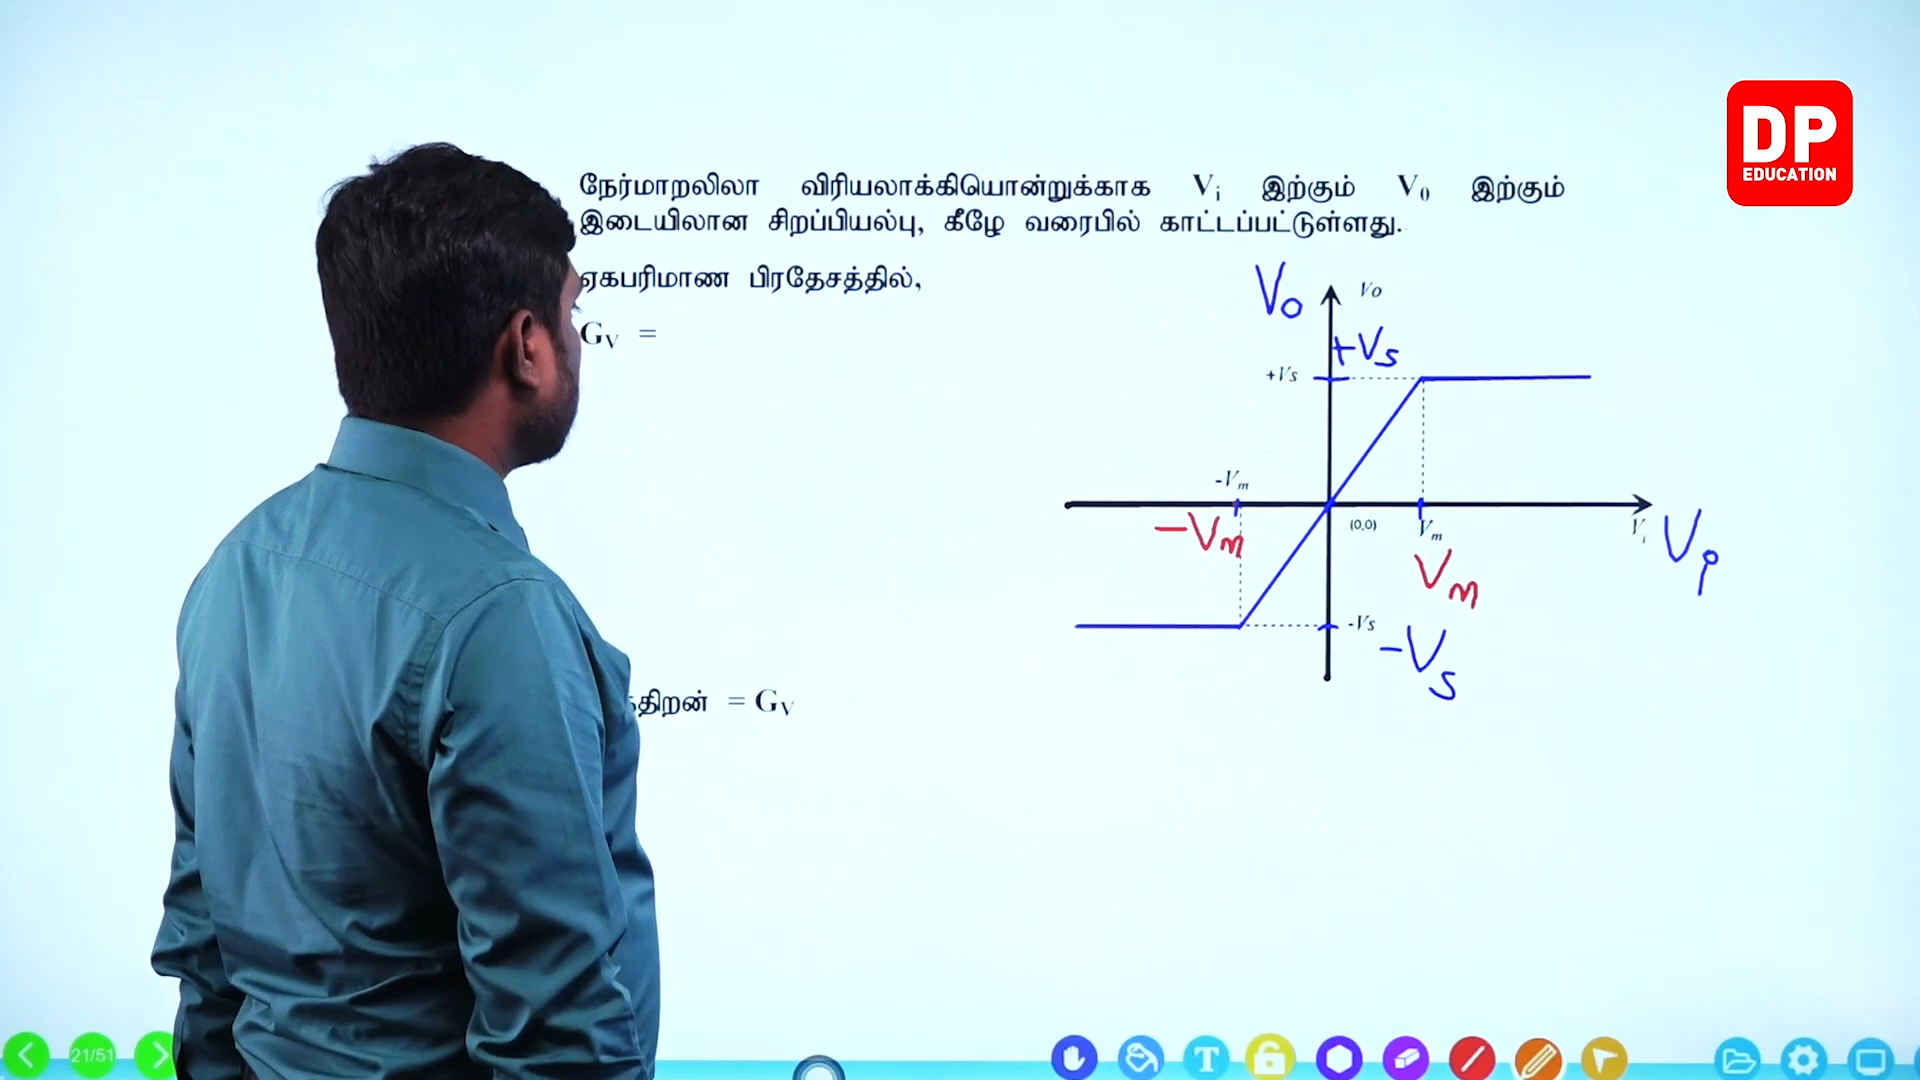 DP
EDUCATION
நேர்மாறலிலா விரியலாக்கியொன்றுக்காக Vi இற்கும் V0 இற்கும்
இடையிலான சிறப்பியல்பு, கீழே வரைபில் காட்டப்பட்டுள்ளது.
ஏகபரிமாண பிரதேசத்தில்,
GV =
Vo Vo
+Vs
+Vs
-Vm
-Vm
(0,0)
Vm
Vm
Vi Vi
-Vs
-Vs
= GV
21/51
T